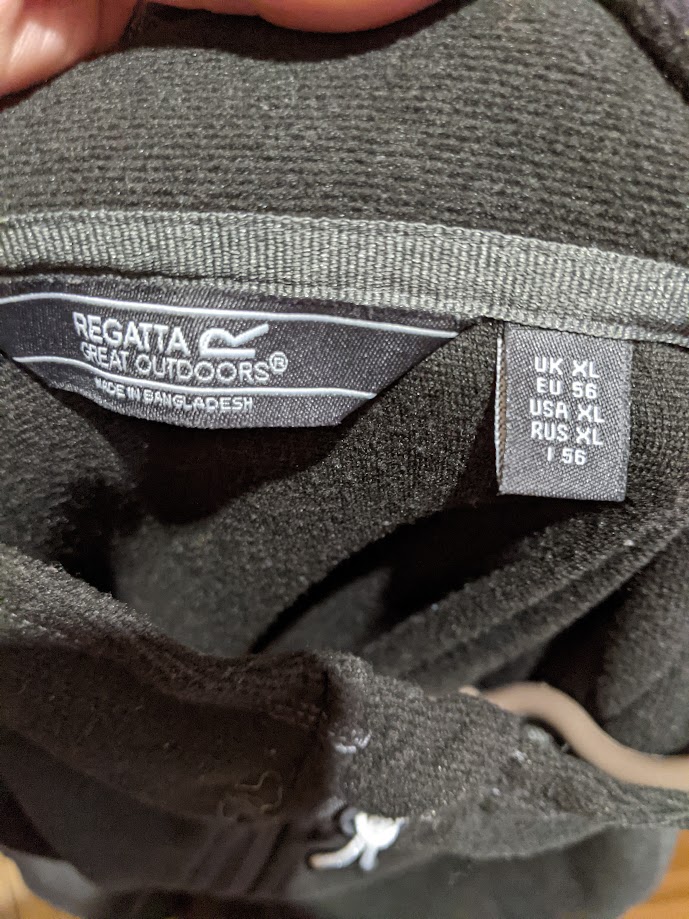 REGATTA
GREAT OUTDOORS®
MADE IN BANGLADESH
UK XL
EU 56
USA XL
RUS XL
I 56